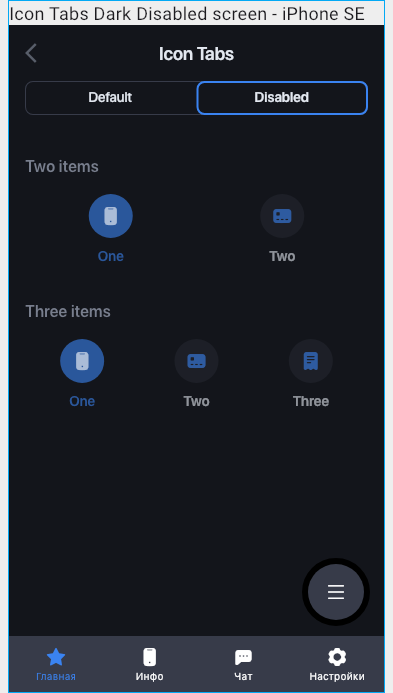 Icon Tabs Dark Disabled screen - iPhone SE
Icon Tabs
Default Disabled
Two items
One Two
Three items
One Two Three
Главная Инфо Чат Настройки